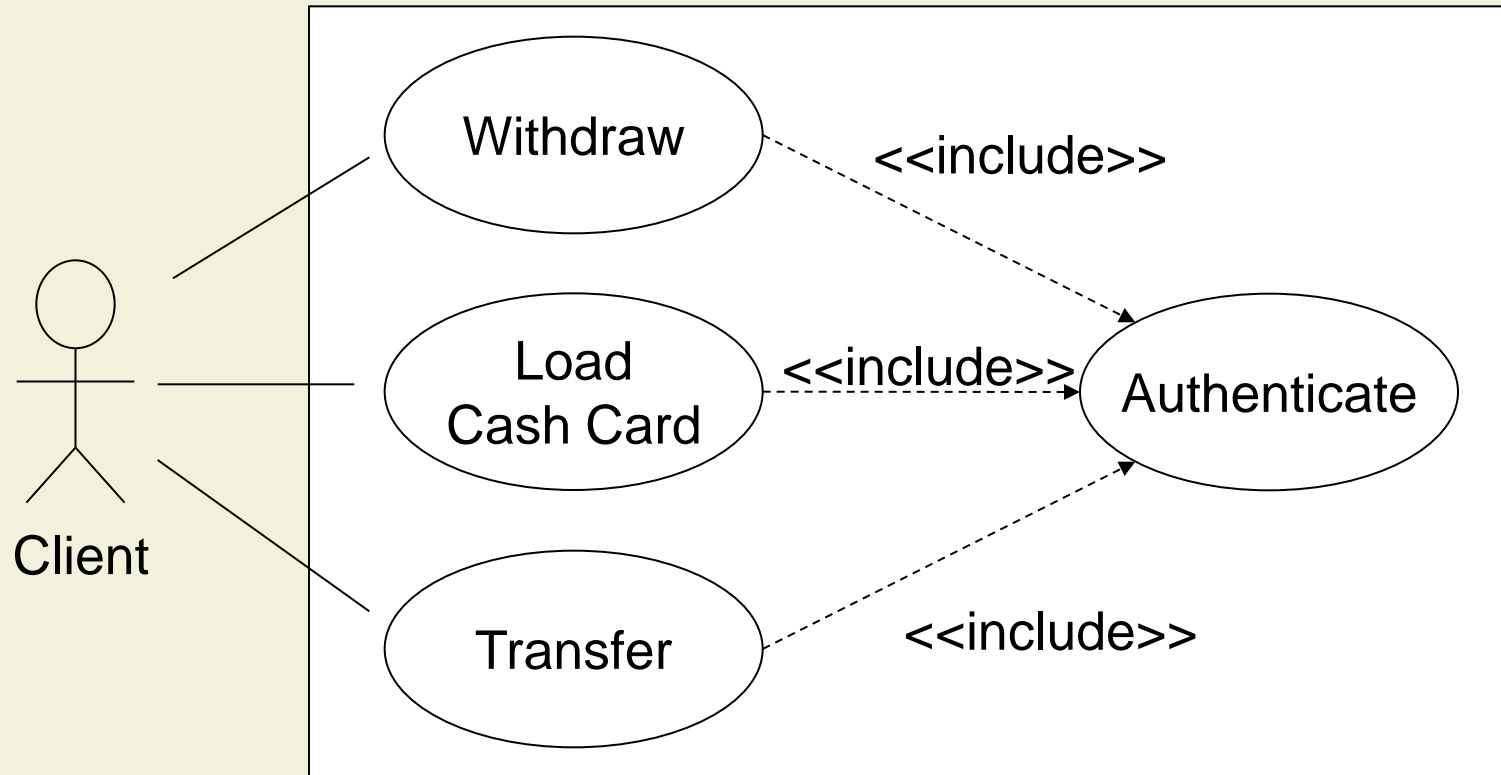 Withdraw
<<include>>
Load
Cash Card
<<include>>
Authenticate
Client
Transfer
<<include>>